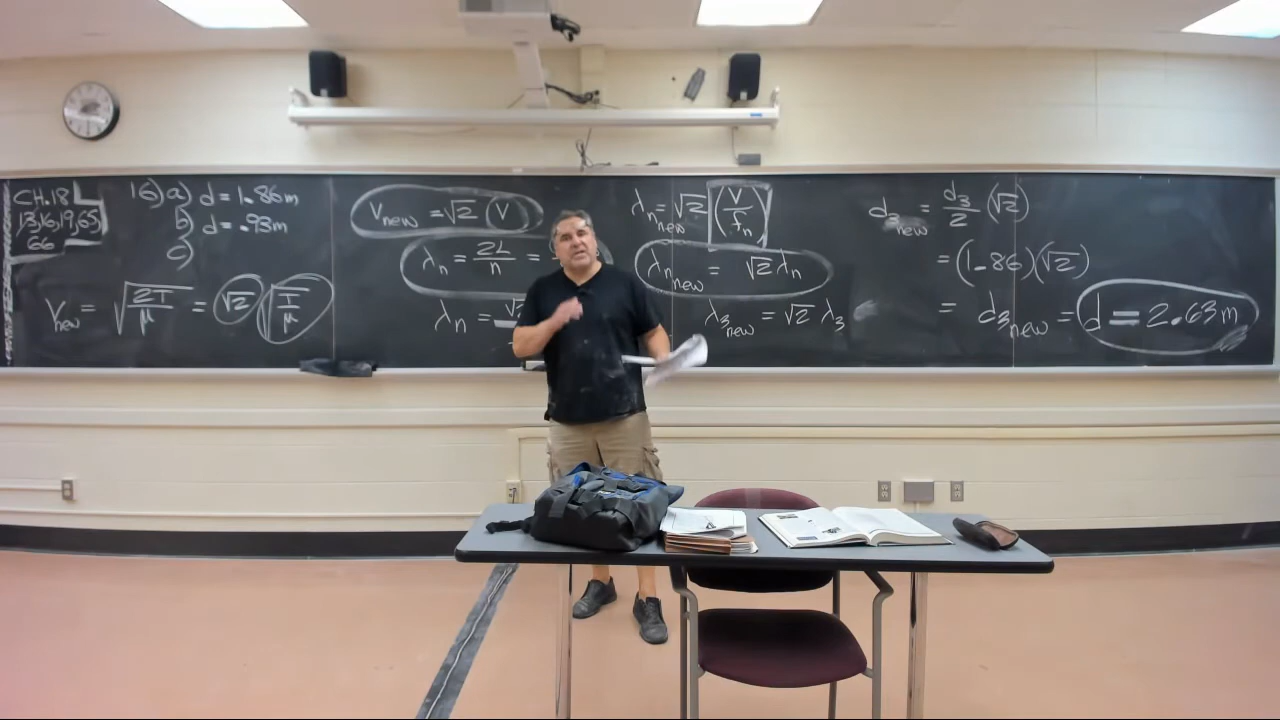 CH.18
13,16,19,65,
66
16) a) d = 1.86m
b) d = .93m
c)
V_new = √(2T/μ) = √2 √(T/μ)
V_new = √2 (V)
λ_n = 2L/n =
λ_n =
λ_n_new = √2 (V/f_n)
λ_n_new = √2 λ_n
λ_3_new = √2 λ_3
d_3_new = d_3/2 (√2)
= (1.86)(√2)
= d_3_new = d = 2.63m